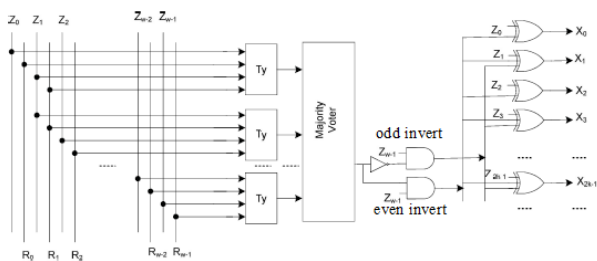 Z0 Z1 Z2 Zw-2 Zw-1
Ty
Ty
Ty
Majority Voter
odd invert
Zw-1
Zw-1
even invert
Z0 X0
Z1 X1
Z2 X2
Z3 X3
Z2k-1 X2k-1
R0 R1 R2 Rw-2 Rw-1